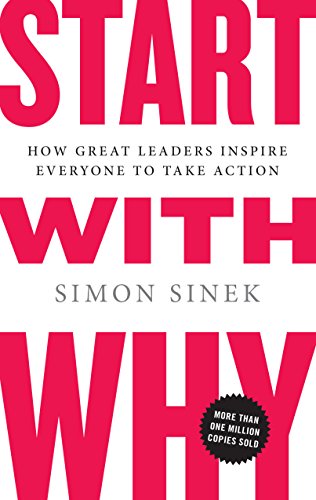 START
HOW GREAT LEADERS INSPIRE
EVERYONE TO TAKE ACTION
WITH
SIMON SINEK
WHY
MORE THAN
ONE MILLION
COPIES SOLD